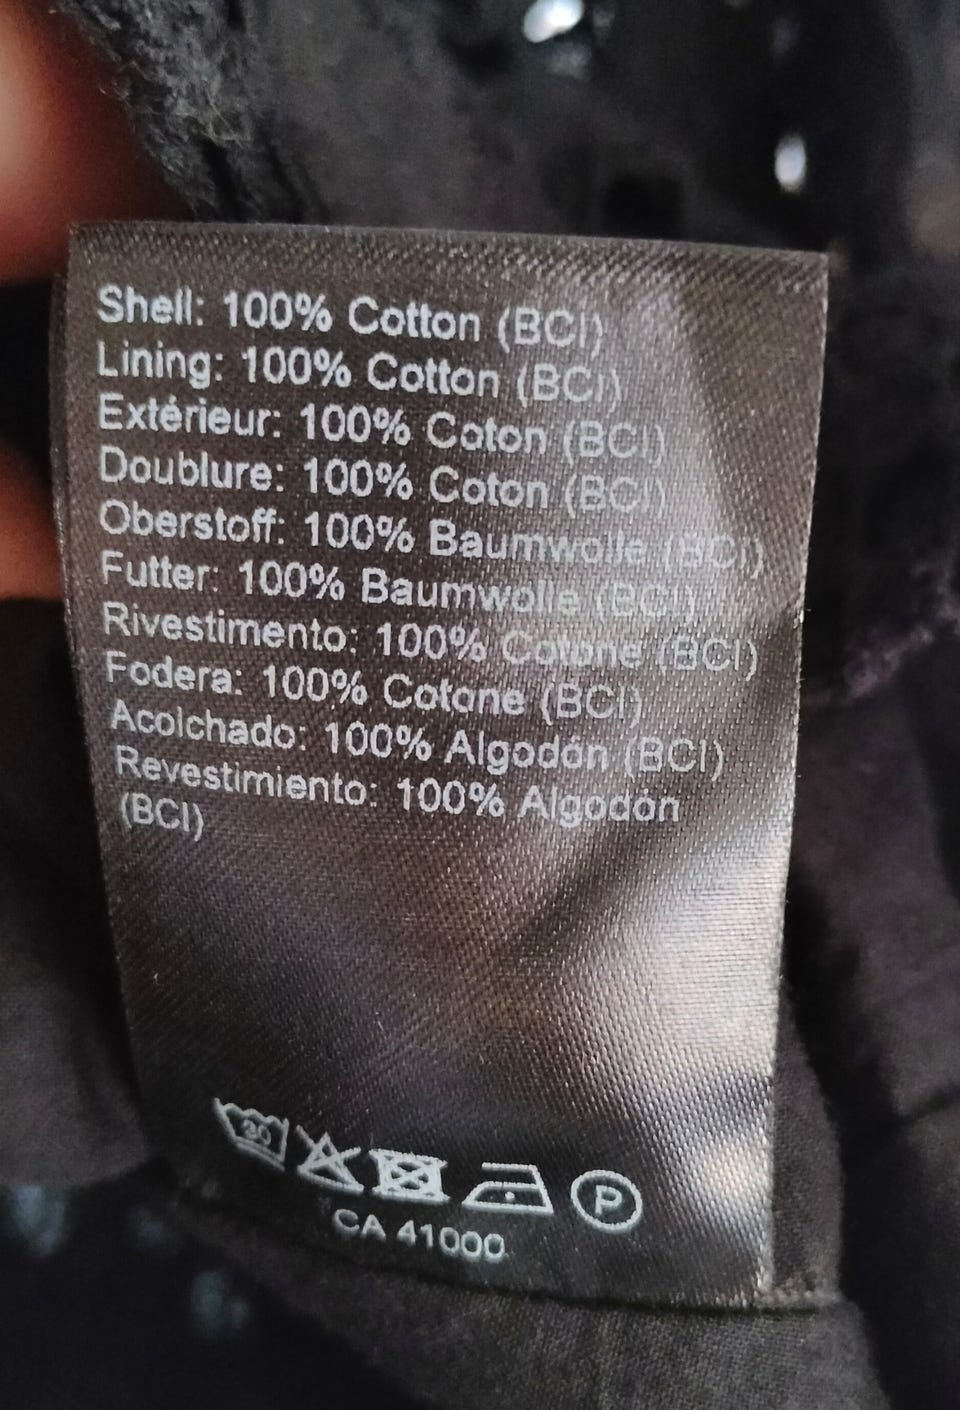 Shell: 100% Cotton (BCI)
Lining: 100% Cotton (BCI)
Extérieur: 100% Coton (BCI)
Doublure: 100% Coton (BCI)
Oberstoff: 100% Baumwolle (BCI)
Futter: 100% Baumwolle (BCI)
Rivestimento: 100% Cotone (BCI)
Fodera: 100% Cotone (BCI)
Acolchado: 100% Algodón (BCI)
Revestimiento: 100% Algodón
(BCI)
30 P
CA 41000